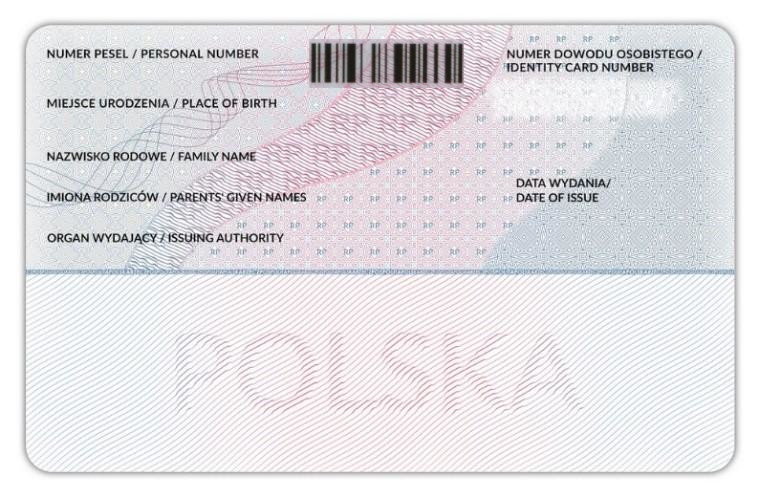 NUMER PESEL / PERSONAL NUMBER
NUMER DOWODU OSOBISTEGO /
IDENTITY CARD NUMBER
MIEJSCE URODZENIA / PLACE OF BIRTH
NAZWISKO RODOWE / FAMILY NAME
DATA WYDANIA/
DATE OF ISSUE
IMIONA RODZICÓW / PARENTS' GIVEN NAMES
ORGAN WYDAJĄCY / ISSUING AUTHORITY
POLSKA